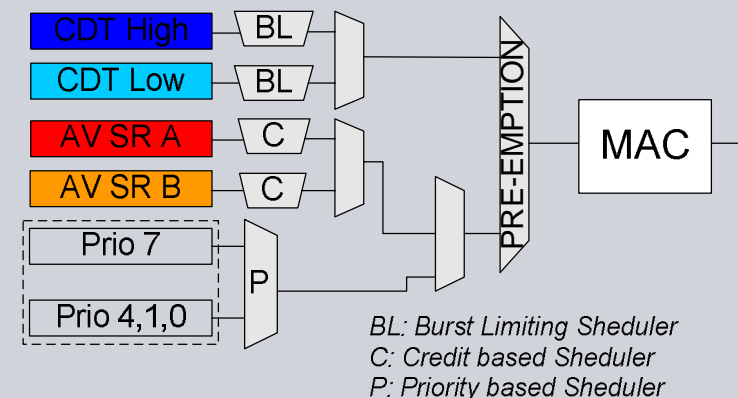 CDT High
BL
CDT Low
BL
AV SR A
C
AV SR B
C
Prio 7
Prio 4,1,0
P
PRE-EMPTION
MAC
BL: Burst Limiting Sheduler
C: Credit based Sheduler
P: Priority based Sheduler